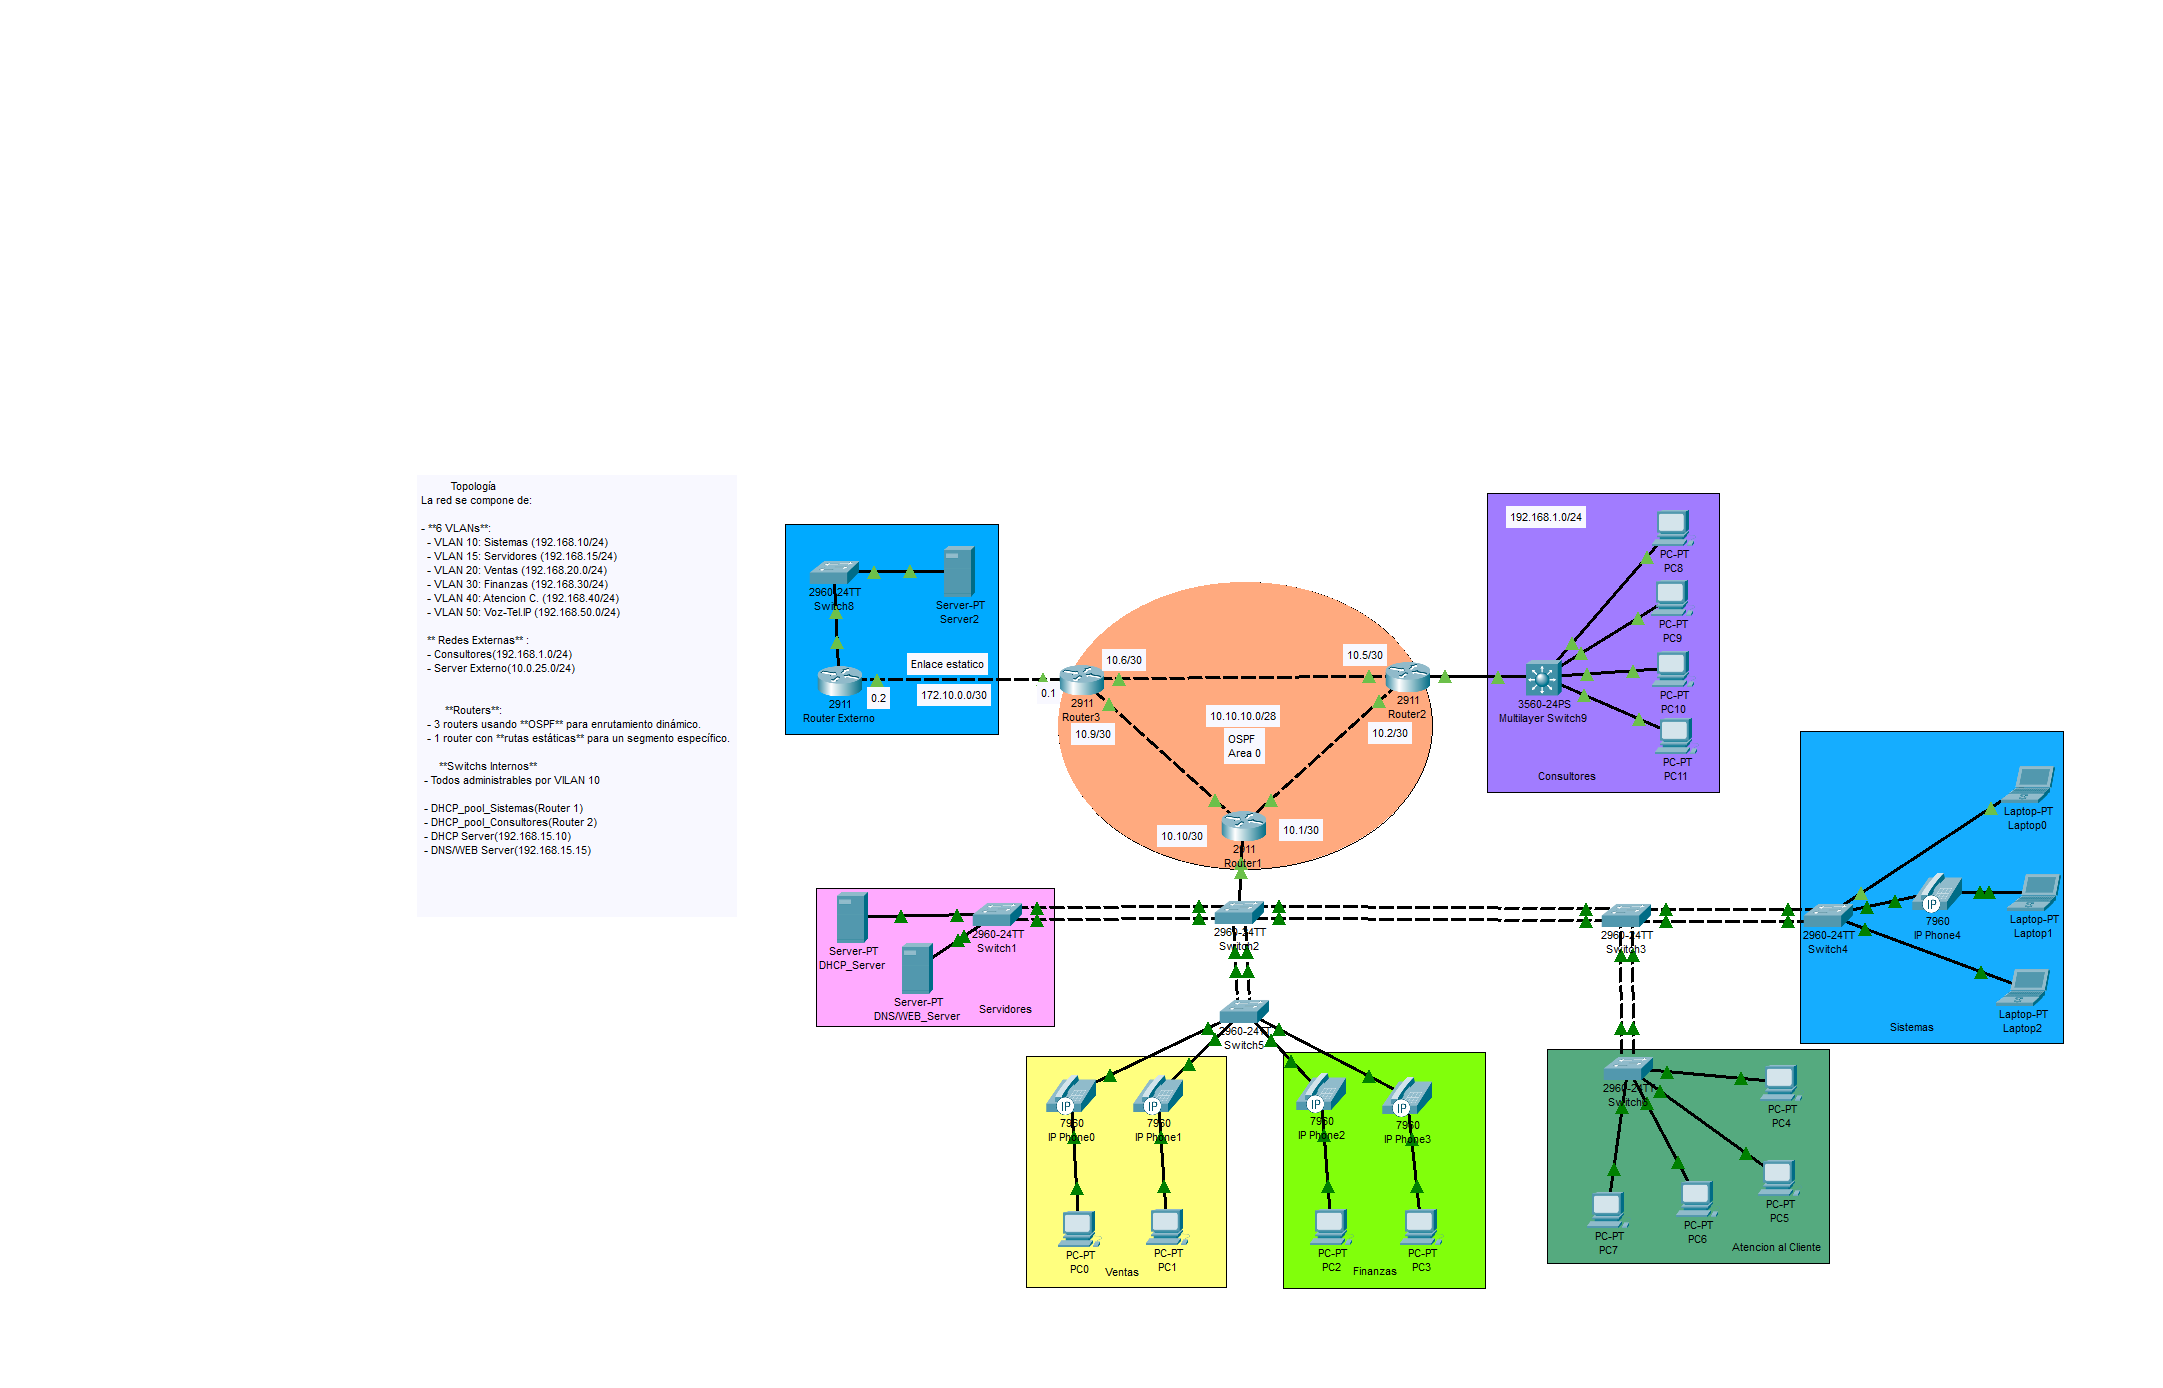 Topología
La red se compone de:
- **6 VLANs**:
- VLAN 10: Sistemas (192.168.10/24)
- VLAN 15: Servidores (192.168.15/24)
- VLAN 20: Ventas (192.168.20.0/24)
- VLAN 30: Finanzas (192.168.30/24)
- VLAN 40: Atencion C. (192.168.40/24)
- VLAN 50: Voz-Tel.IP (192.168.50.0/24)
** Redes Externas** :
- Consultores(192.168.1.0/24)
- Server Externo(10.0.25.0/24)
**Routers**:
- 3 routers usando **OSPF** para enrutamiento dinámico.
- 1 router con **rutas estáticas** para un segmento específico.
**Switchs Internos**
- Todos administrables por VILAN 10
- DHCP_pool_Sistemas(Router 1)
- DHCP_pool_Consultores(Router 2)
- DHCP Server(192.168.15.10)
- DNS/WEB Server(192.168.15.15)
2960-24TT
Switch8
Server-PT
Server2
Enlace estatico
172.10.0.0/30
0.2
0.1
2911
Router Externo
10.6/30
2911
Router3
10.9/30
10.5/30
2911
Router2
10.2/30
10.10.10.0/28
OSPF
Area 0
10.10/30
10.1/30
2911
Router1
192.168.1.0/24
PC-PT
PC8
PC-PT
PC9
PC-PT
PC10
PC-PT
PC11
3560-24PS
Multilayer Switch9
Consultores
Server-PT
DHCP_Server
Server-PT
DNS/WEB_Server
2960-24TT
Switch1
Servidores
2960-24TT
Switch2
2960-24TT
Switch3
2960-24TT
Switch4
Laptop-PT
Laptop0
7960
IP Phone4
Laptop-PT
Laptop1
Laptop-PT
Laptop2
Sistemas
2960-24TT
Switch5
7960
IP Phone0
7960
IP Phone1
PC-PT
PC0
PC-PT
PC1
Ventas
7960
IP Phone2
7960
IP Phone3
PC-PT
PC2
PC-PT
PC3
Finanzas
2960-24TT
PC-PT
PC4
PC-PT
PC5
PC-PT
PC6
PC-PT
PC7
Atencion al Cliente